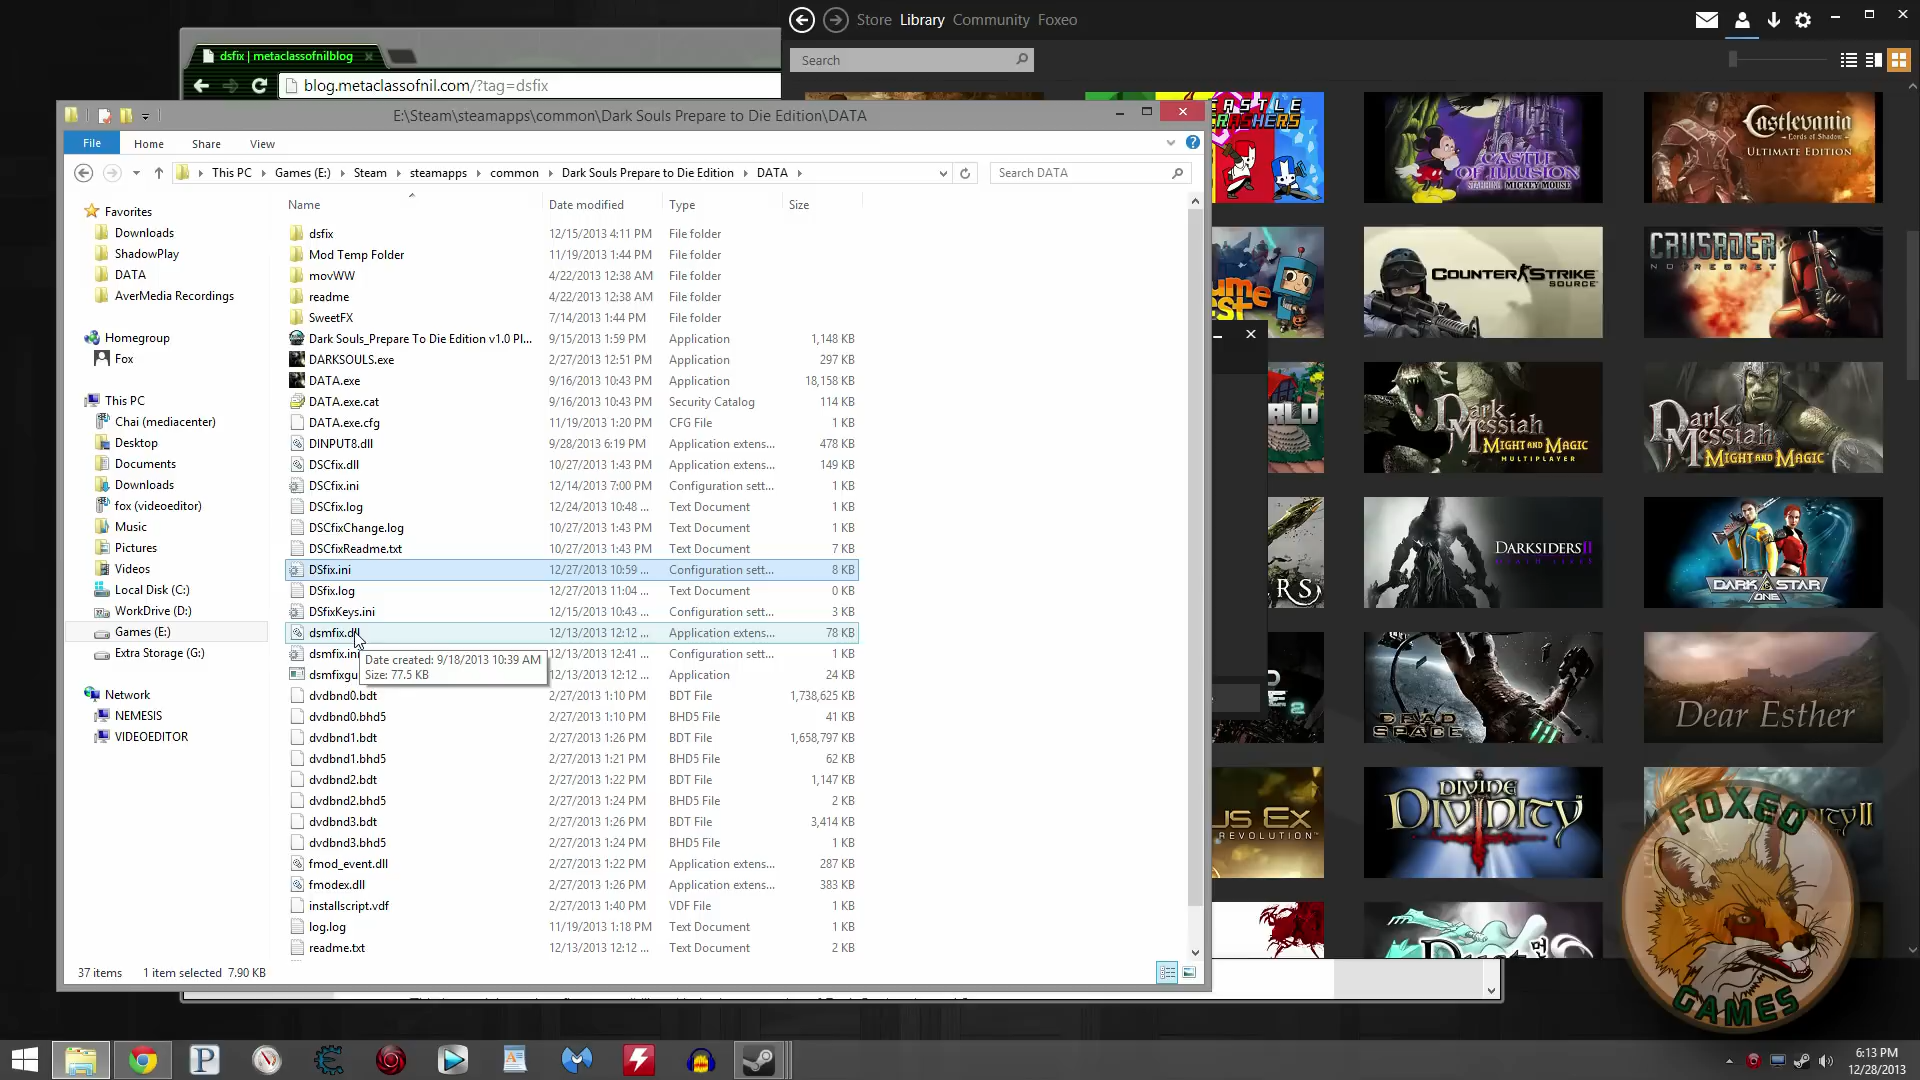 dsfix | metaclassofnilblog
blog.metaclassofnil.com/?tag=dsfix
Store Library Community Foxeo
Search
E:\Steam\steamapps\common\Dark Souls Prepare to Die Edition\DATA
File Home Share View
This PC Games (E:) Steam steamapps common Dark Souls Prepare to Die Edition DATA
Search DATA
Name Date modified Type Size
Favorites
Downloads
ShadowPlay
DATA
AverMedia Recordings
Homegroup
Fox
This PC
Chai (mediacenter)
Desktop
Documents
Downloads
fox (videoeditor)
Music
Pictures
Videos
Local Disk (C:)
WorkDrive (D:)
Games (E:)
Extra Storage (G:)
Network
NEMESIS
VIDEOEDITOR
dsfix 12/15/2013 4:11 PM File folder
Mod Temp Folder 11/19/2013 1:44 PM File folder
movWW 4/22/2013 12:38 AM File folder
readme 4/22/2013 12:38 AM File folder
SweetFX 7/14/2013 1:44 PM File folder
Dark Souls_Prepare To Die Edition v1.0 Pl... 9/15/2013 1:59 PM Application 1,148 KB
DARKSOULS.exe 2/27/2013 12:51 PM Application 297 KB
DATA.exe 9/16/2013 10:43 PM Application 18,158 KB
DATA.exe.cat 9/16/2013 10:43 PM Security Catalog 114 KB
DATA.exe.cfg 11/19/2013 1:20 PM CFG File 1 KB
DINPUT8.dll 9/28/2013 6:19 PM Application extens... 478 KB
DSCfix.dll 10/27/2013 1:43 PM Application extens... 149 KB
DSCfix.ini 12/14/2013 7:00 PM Configuration sett... 1 KB
DSCfix.log 12/24/2013 10:48 ... Text Document 1 KB
DSCfixChange.log 10/27/2013 1:43 PM Text Document 1 KB
DSCfixReadme.txt 10/27/2013 1:43 PM Text Document 7 KB
DSfix.ini 12/27/2013 10:59 ... Configuration sett... 8 KB
DSfix.log 12/27/2013 11:04 ... Text Document 0 KB
DSfixKeys.ini 12/15/2013 10:43 ... Configuration sett... 3 KB
dsmfix.dll 12/13/2013 12:12 ... Application extens... 78 KB
dsmfix.ini 12/13/2013 12:41 ... Configuration sett... 1 KB
Date created: 9/18/2013 10:39 AM
Size: 77.5 KB
dsmfixgu 12/13/2013 12:12 ... Application 24 KB
dvdbnd0.bdt 2/27/2013 1:10 PM BDT File 1,738,625 KB
dvdbnd0.bhd5 2/27/2013 1:10 PM BHD5 File 41 KB
dvdbnd1.bdt 2/27/2013 1:26 PM BDT File 1,658,797 KB
dvdbnd1.bhd5 2/27/2013 1:21 PM BHD5 File 62 KB
dvdbnd2.bdt 2/27/2013 1:22 PM BDT File 1,147 KB
dvdbnd2.bhd5 2/27/2013 1:24 PM BHD5 File 2 KB
dvdbnd3.bdt 2/27/2013 1:26 PM BDT File 3,414 KB
dvdbnd3.bhd5 2/27/2013 1:24 PM BHD5 File 1 KB
fmod_event.dll 2/27/2013 1:22 PM Application extens... 287 KB
fmodex.dll 2/27/2013 1:26 PM Application extens... 383 KB
installscript.vdf 2/27/2013 1:40 PM VDF File 1 KB
log.log 11/19/2013 1:18 PM Text Document 1 KB
readme.txt 12/13/2013 12:12 ... Text Document 2 KB
37 items 1 item selected 7.90 KB
CASTLE OF ILLUSION
STARRING MICKEY MOUSE
Castlevania
Lords of Shadow
ULTIMATE EDITION
COUNTER STRIKE
SOURCE
CRUSADER
NO REGRET
Dark Messiah
MIGHT AND MAGIC
MULTIPLAYER
Dark Messiah
MIGHT AND MAGIC
DARKSIDERS II
DARK STAR
ONE
DEAD SPACE
Dear Esther
DIVINE DIVINITY
FOXEO
GAMES
6:13 PM
12/28/2013